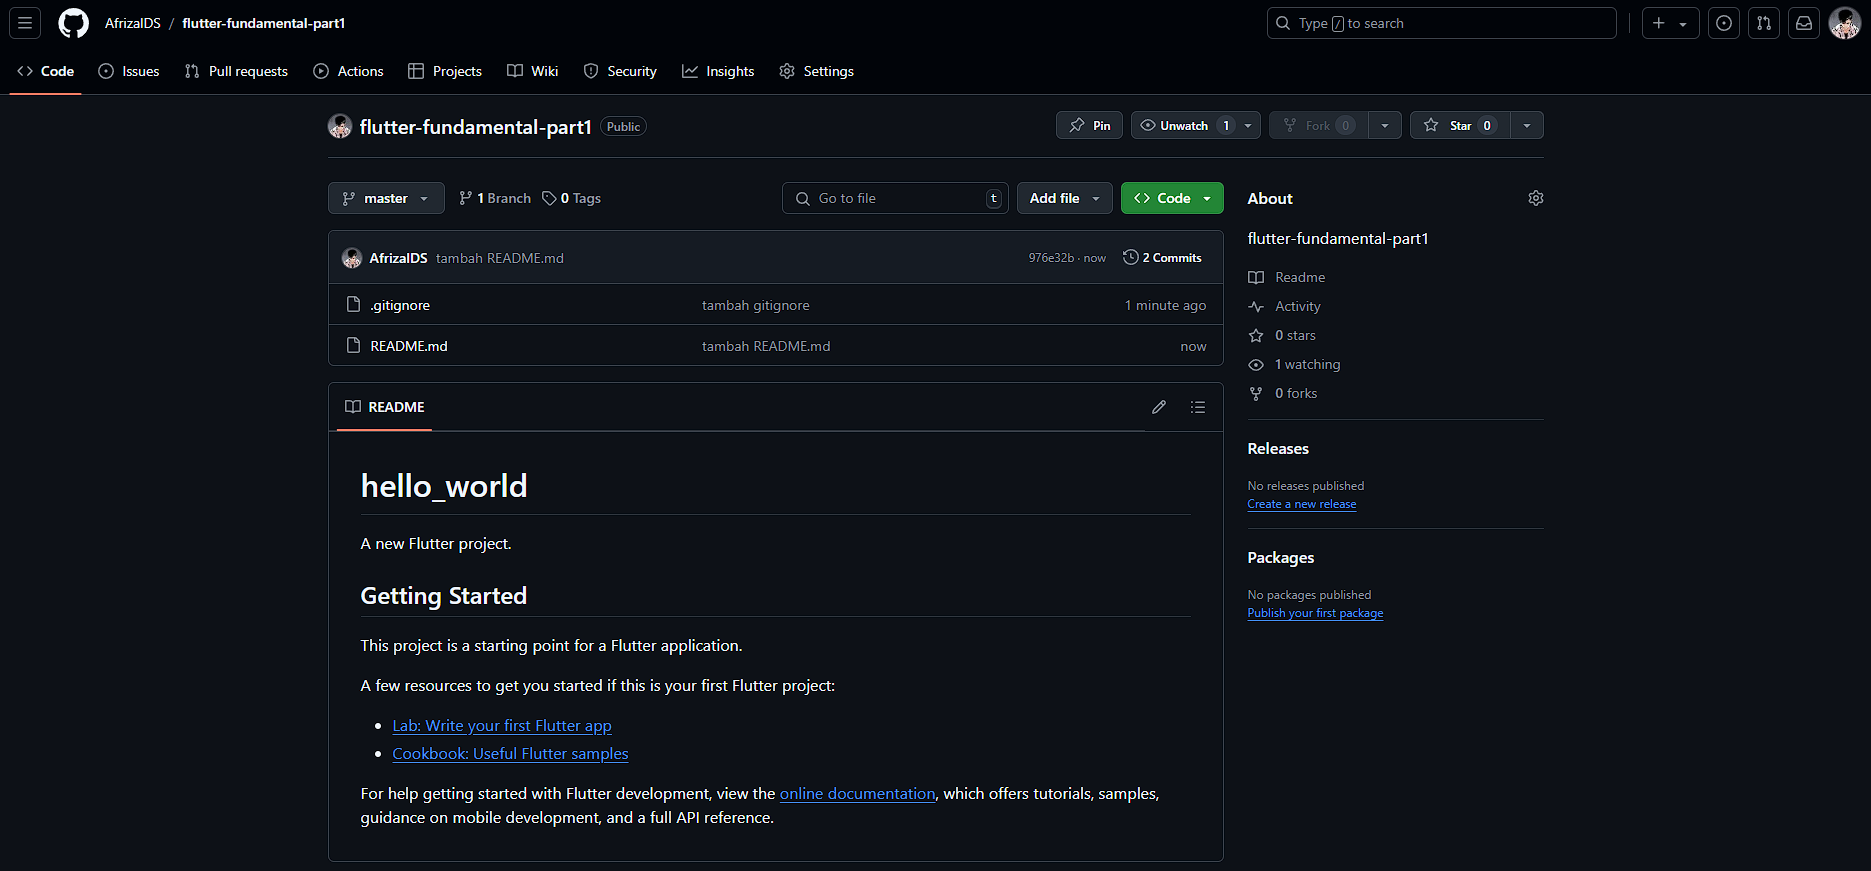 AfrizalDS / flutter-fundamental-part1
Type / to search
Code Issues Pull requests Actions Projects Wiki Security Insights Settings
flutter-fundamental-part1 Public
Pin Unwatch 1 Fork 0 Star 0
master 1 Branch 0 Tags Go to file t Add file Code
AfrizalDS tambah README.md 976e32b · now 2 Commits
.gitignore tambah gitignore 1 minute ago
README.md tambah README.md now
README
hello_world
A new Flutter project.
Getting Started
This project is a starting point for a Flutter application.
A few resources to get you started if this is your first Flutter project:
Lab: Write your first Flutter app
Cookbook: Useful Flutter samples
For help getting started with Flutter development, view the online documentation, which offers tutorials, samples,
guidance on mobile development, and a full API reference.
About
flutter-fundamental-part1
Readme
Activity
0 stars
1 watching
0 forks
Releases
No releases published
Create a new release
Packages
No packages published
Publish your first package